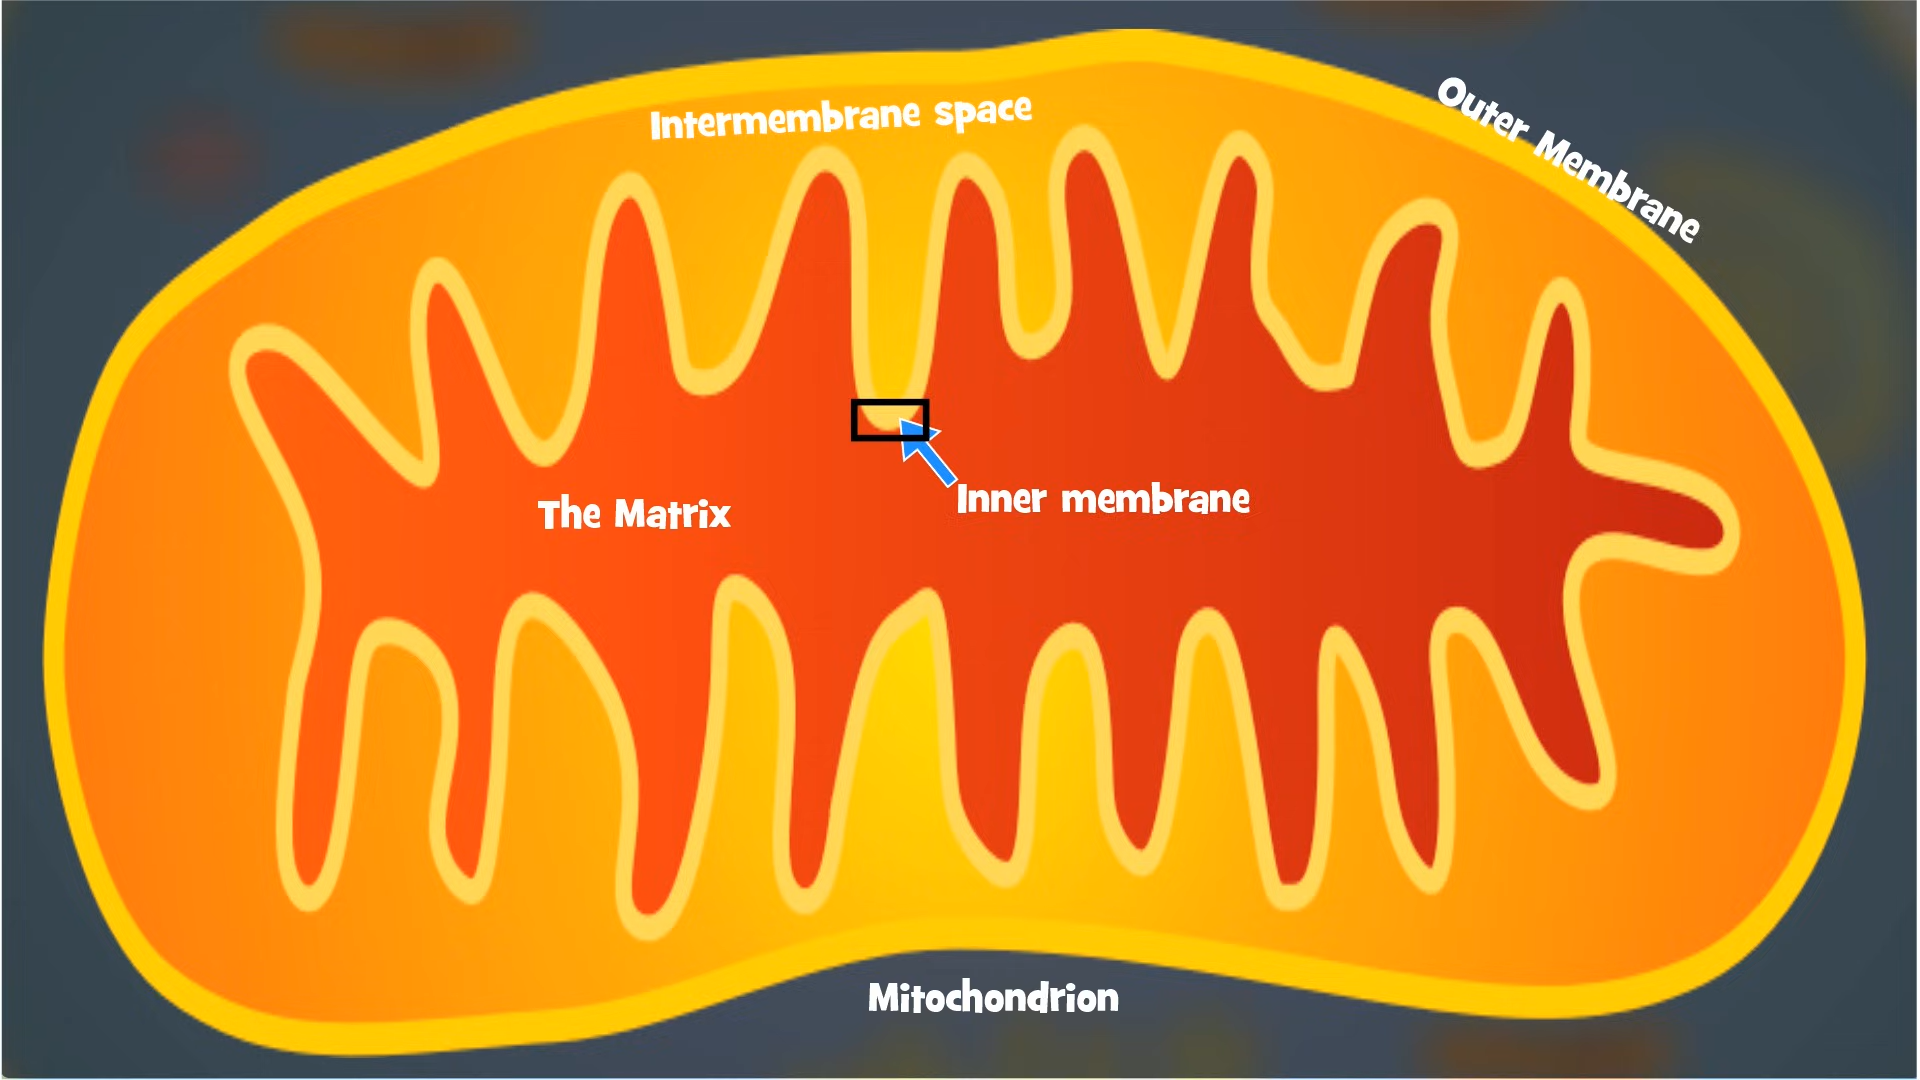 Intermembrane space
Outer Membrane
The Matrix
Inner membrane
Mitochondrion